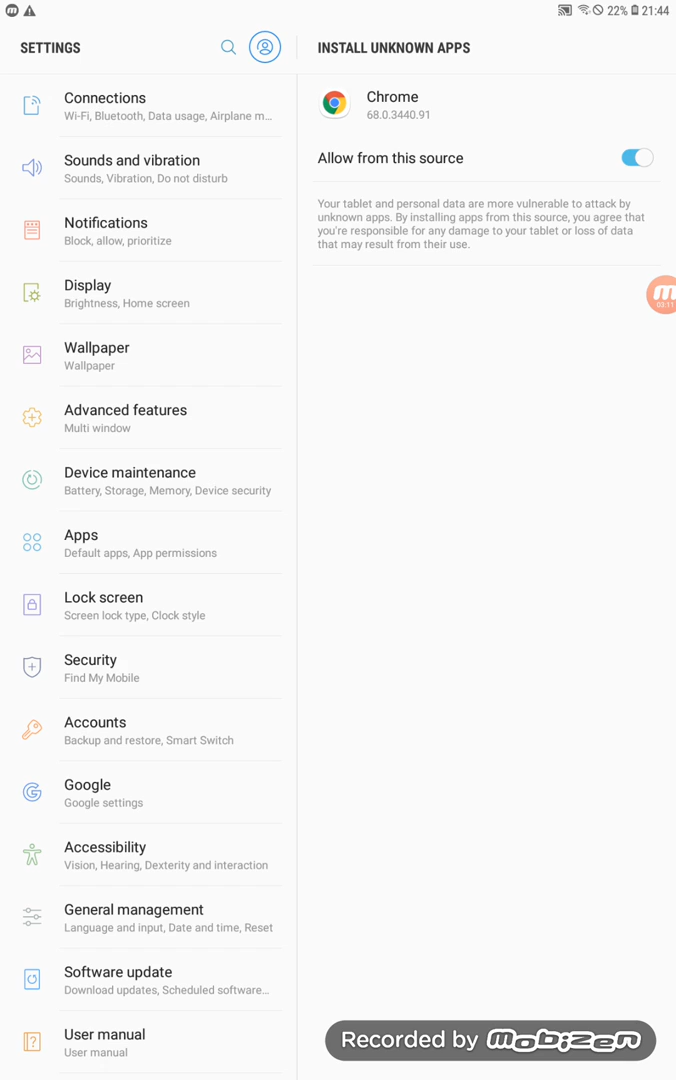 22% 21:44
SETTINGS
INSTALL UNKNOWN APPS
Connections
Wi-Fi, Bluetooth, Data usage, Airplane m...
Sounds and vibration
Sounds, Vibration, Do not disturb
Notifications
Block, allow, prioritize
Display
Brightness, Home screen
Wallpaper
Wallpaper
Advanced features
Multi window
Device maintenance
Battery, Storage, Memory, Device security
Apps
Default apps, App permissions
Lock screen
Screen lock type, Clock style
Security
Find My Mobile
Accounts
Backup and restore, Smart Switch
Google
Google settings
Accessibility
Vision, Hearing, Dexterity and interaction
General management
Language and input, Date and time, Reset
Software update
Download updates, Scheduled software...
User manual
User manual
Chrome
68.0.3440.91
Allow from this source
Your tablet and personal data are more vulnerable to attack by
unknown apps. By installing apps from this source, you agree that
you're responsible for any damage to your tablet or loss of data
that may result from their use.
03:11
Recorded by mobizen